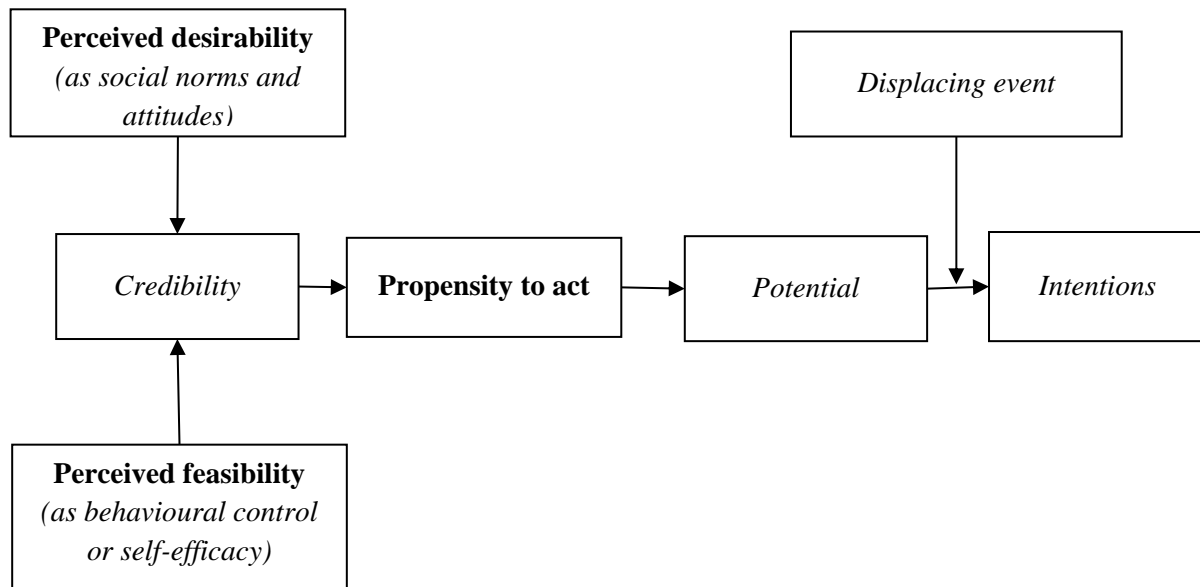 Perceived desirability
(as social norms and
attitudes)
Displacing event
Credibility
Propensity to act
Potential
Intentions
Perceived feasibility
(as behavioural control
or self-efficacy)